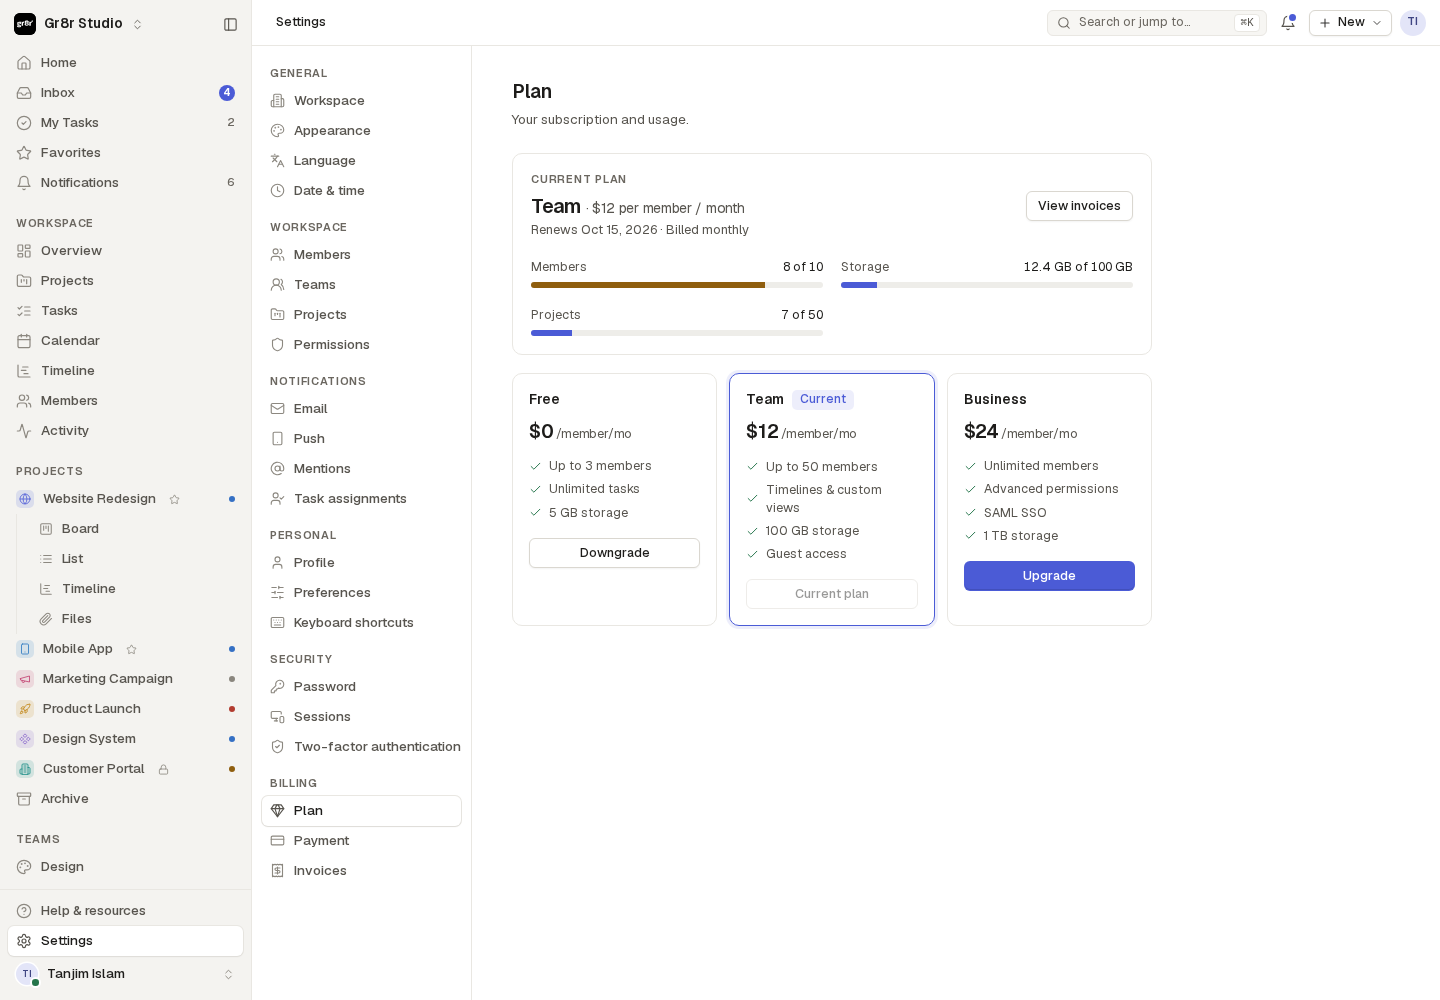 gr8r
Gr8r Studio
Home
Inbox
4
My Tasks
2
Favorites
Notifications
6
WORKSPACE
Overview
Projects
Tasks
Calendar
Timeline
Members
Activity
PROJECTS
Website Redesign
Board
List
Timeline
Files
Mobile App
Marketing Campaign
Product Launch
Design System
Customer Portal
Archive
TEAMS
Design
Help & resources
Settings
TI
Tanjim Islam
Settings
Search or jump to...
⌘K
New
TI
GENERAL
Workspace
Appearance
Language
Date & time
WORKSPACE
Members
Teams
Projects
Permissions
NOTIFICATIONS
Email
Push
Mentions
Task assignments
PERSONAL
Profile
Preferences
Keyboard shortcuts
SECURITY
Password
Sessions
Two-factor authentication
BILLING
Plan
Payment
Invoices
Plan
Your subscription and usage.
CURRENT PLAN
Team · $12 per member / month
Renews Oct 15, 2026 · Billed monthly
View invoices
Members
8 of 10
Storage
12.4 GB of 100 GB
Projects
7 of 50
Free
$0 /member/mo
Up to 3 members
Unlimited tasks
5 GB storage
Downgrade
Team
Current
$12 /member/mo
Up to 50 members
Timelines & custom
views
100 GB storage
Guest access
Current plan
Business
$24 /member/mo
Unlimited members
Advanced permissions
SAML SSO
1 TB storage
Upgrade